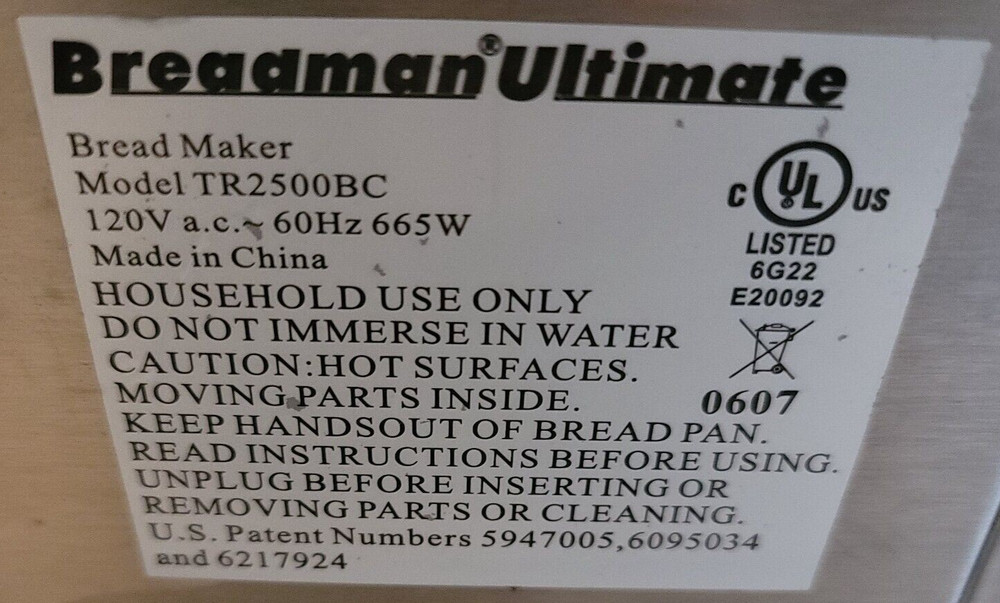 Breadman® Ultimate
Bread Maker
Model TR2500BC
120V a.c.~ 60Hz 665W
Made in China
C UL US
LISTED
6G22
E20092
HOUSEHOLD USE ONLY
DO NOT IMMERSE IN WATER
CAUTION:HOT SURFACES.
MOVING PARTS INSIDE.
0607
KEEP HANDSOUT OF BREAD PAN.
READ INSTRUCTIONS BEFORE USING.
UNPLUG BEFORE INSERTING OR
REMOVING PARTS OR CLEANING.
U.S. Patent Numbers 5947005,6095034
and 6217924